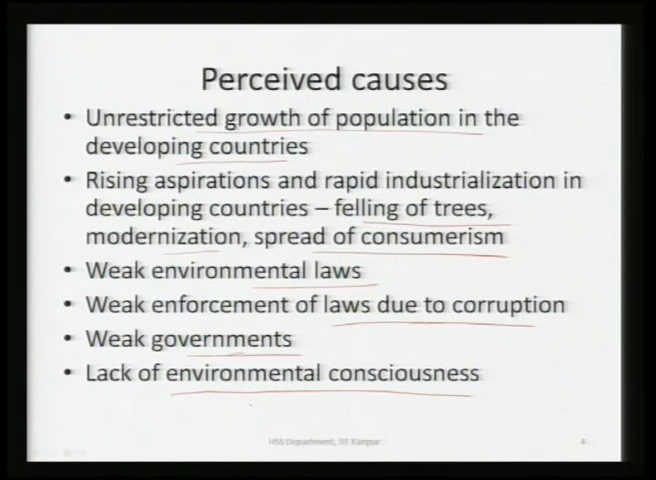 Perceived causes
• Unrestricted growth of population in the
developing countries
• Rising aspirations and rapid industrialization in
developing countries – felling of trees,
modernization, spread of consumerism
• Weak environmental laws
• Weak enforcement of laws due to corruption
• Weak governments
• Lack of environmental consciousness
HSS Department, IIT Kanpur
4